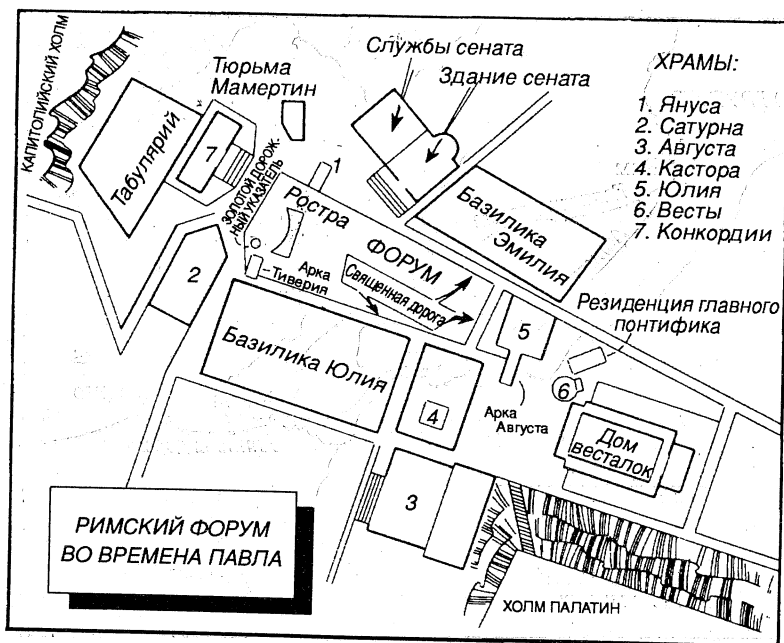 КАПИТОЛИЙСКИЙ ХОЛМ
Табулярий
7
Тюрьма
Мамертин
Службы сената
Здание сената
ХРАМЫ:
1. Януса
2. Сатурна
3. Августа
4. Кастора
5. Юлия
6. Весты
7. Конкордии
ЗОЛОТОЙ ДОРОЖ-
НЫЙ УКАЗАТЕЛЬ
1
Ростра
ФОРУМ
Базилика
Эмилия
2
Арка
Тиверия
Священная дорога
Резиденция главного
понтифика
5
Базилика Юлия
4
6
Арка
Августа
Дом
весталок
3
РИМСКИЙ ФОРУМ
ВО ВРЕМЕНА ПАВЛА
ХОЛМ ПАЛАТИН